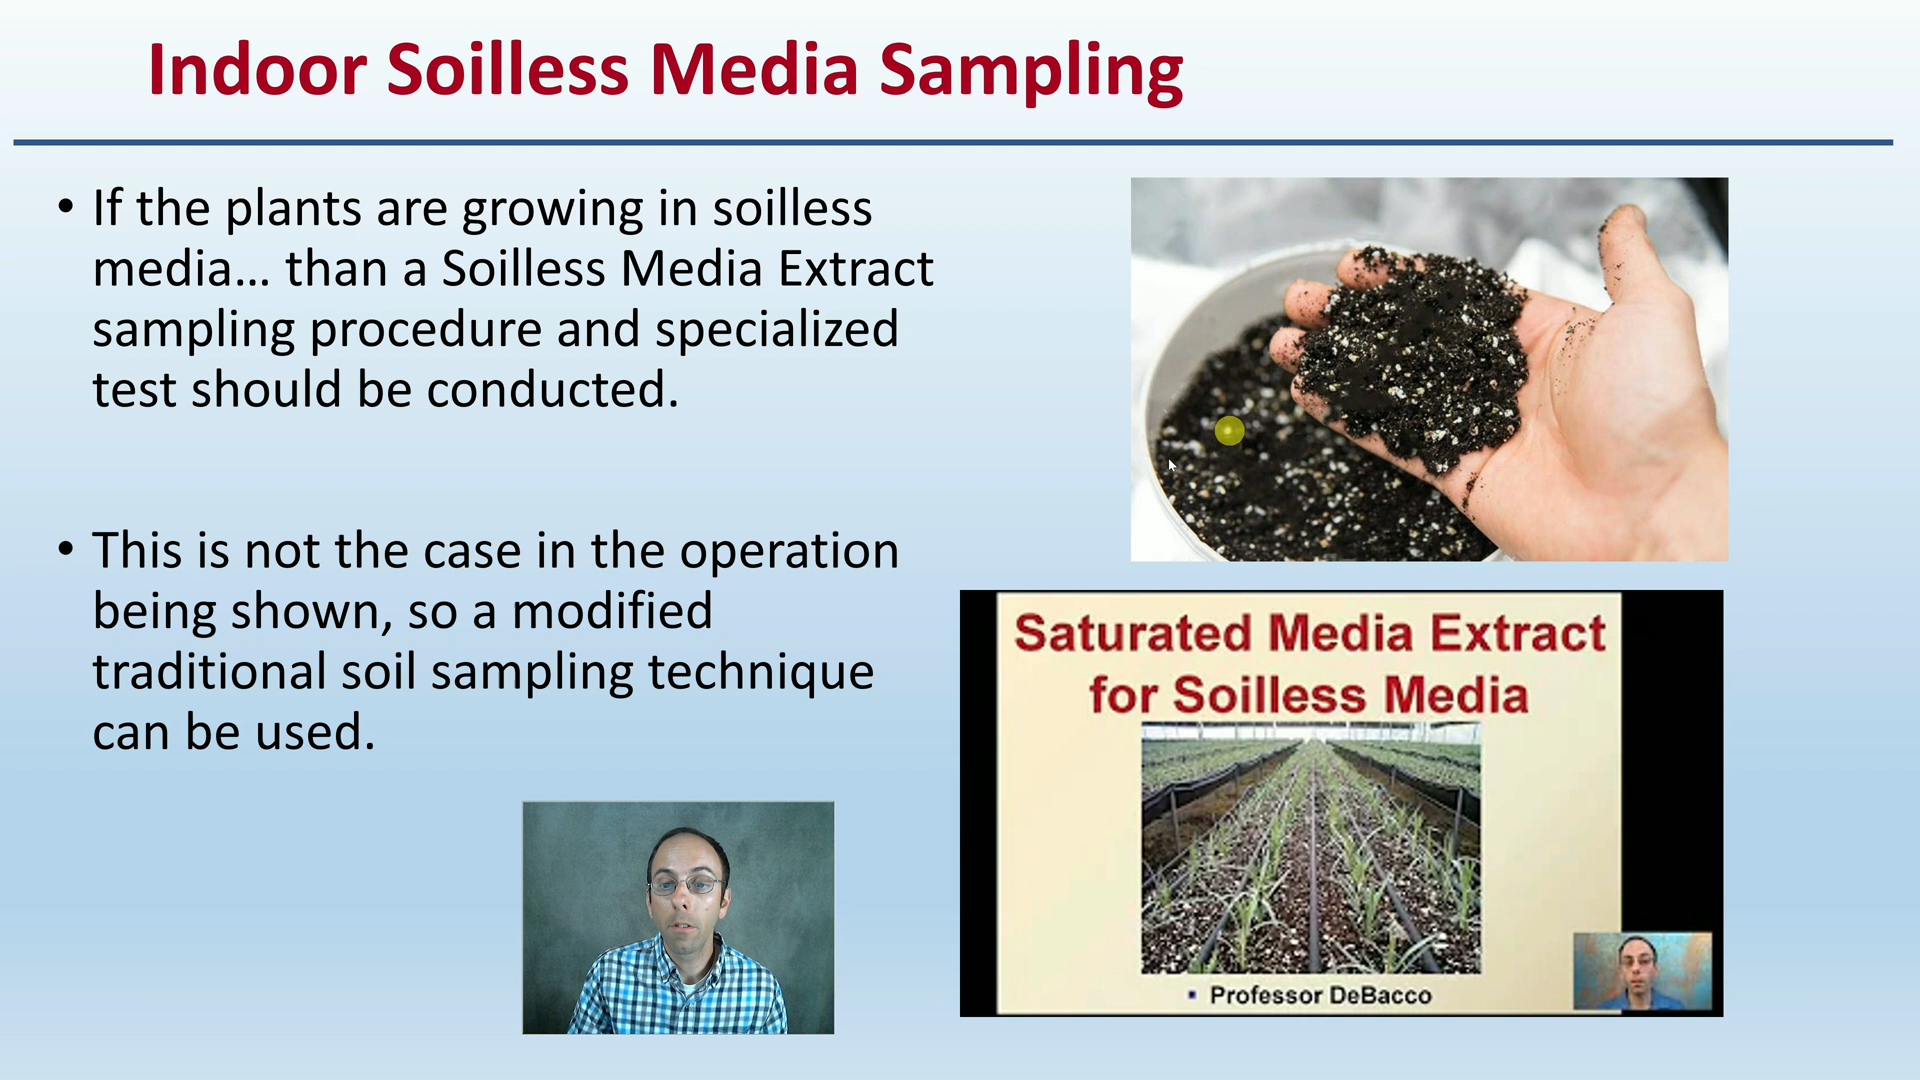 Indoor Soilless Media Sampling
• If the plants are growing in soilless
media... than a Soilless Media Extract
sampling procedure and specialized
test should be conducted.
• This is not the case in the operation
being shown, so a modified
traditional soil sampling technique
can be used.
Saturated Media Extract
for Soilless Media
▪ Professor DeBacco